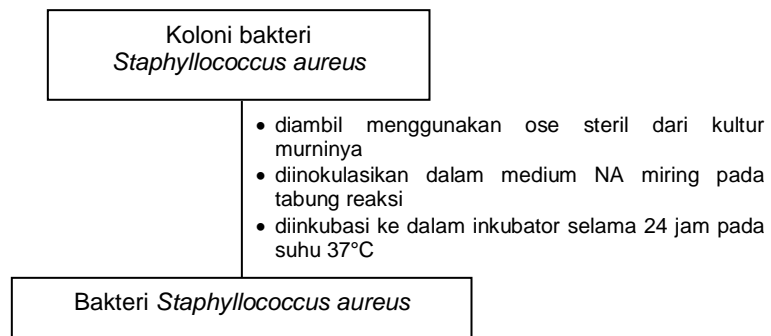 Koloni bakteri
Staphyllococcus aureus
• diambil menggunakan ose steril dari kultur
murninya
• diinokulasikan dalam medium NA miring pada
tabung reaksi
• diinkubasi ke dalam inkubator selama 24 jam pada
suhu 37°C
Bakteri Staphyllococcus aureus